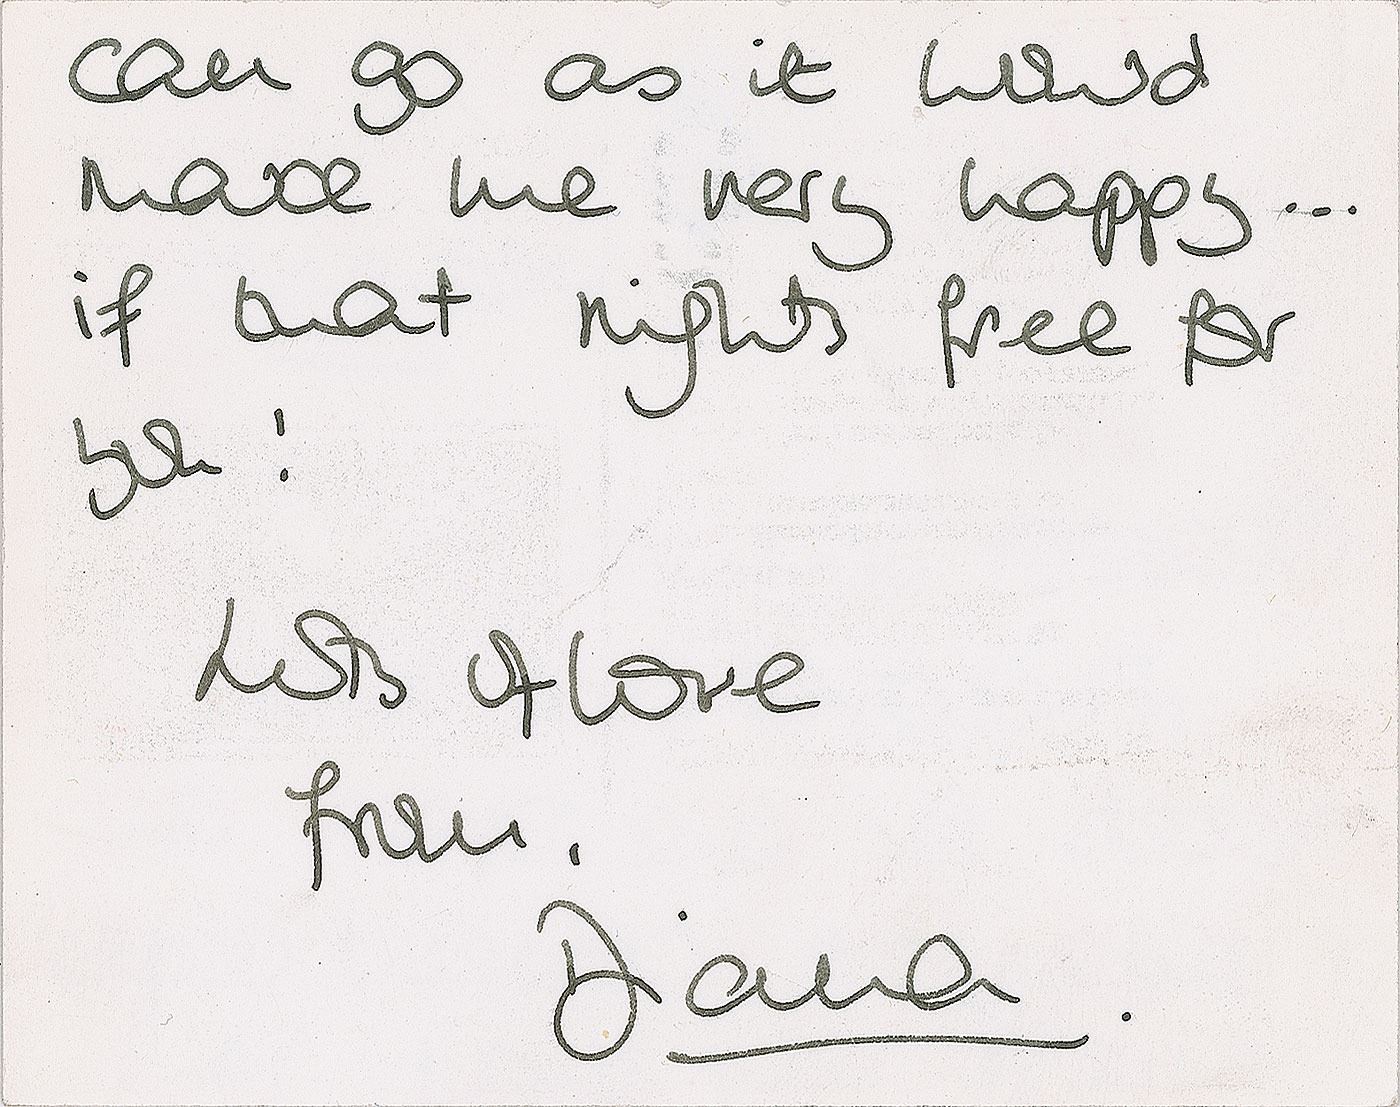 can go as it would
make me very happy...
if that nights free for
you!
Lots of love
from.
Diana.